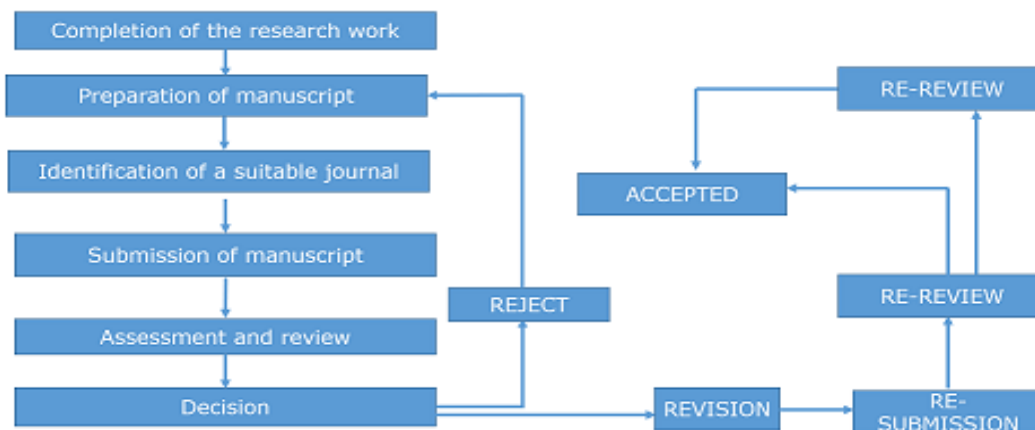 Completion of the research work
Preparation of manuscript
Identification of a suitable journal
Submission of manuscript
Assessment and review
Decision
REJECT
REVISION
RE-
SUBMISSION
RE-REVIEW
ACCEPTED
RE-REVIEW